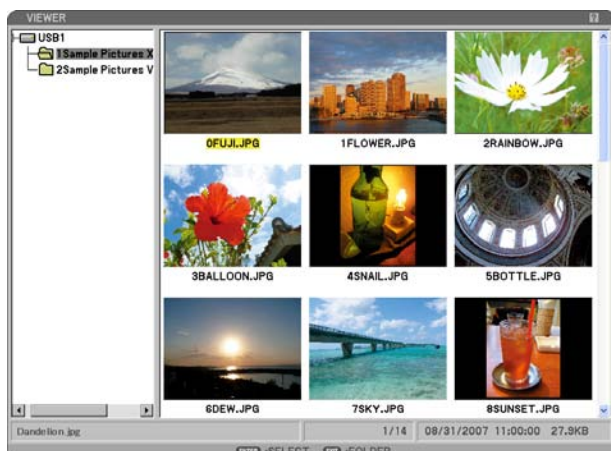 VIEWER
USB1
1Sample Pictures X
2Sample Pictures V
0FUJI.JPG
1FLOWER.JPG
2RAINBOW.JPG
3BALLOON.JPG
4SNAIL.JPG
5BOTTLE.JPG
6DEW.JPG
7SKY.JPG
8SUNSET.JPG
Dandelion.jpg
1/14
08/31/2007 11:00:00 27.9KB
:SELECT
:FOLDER